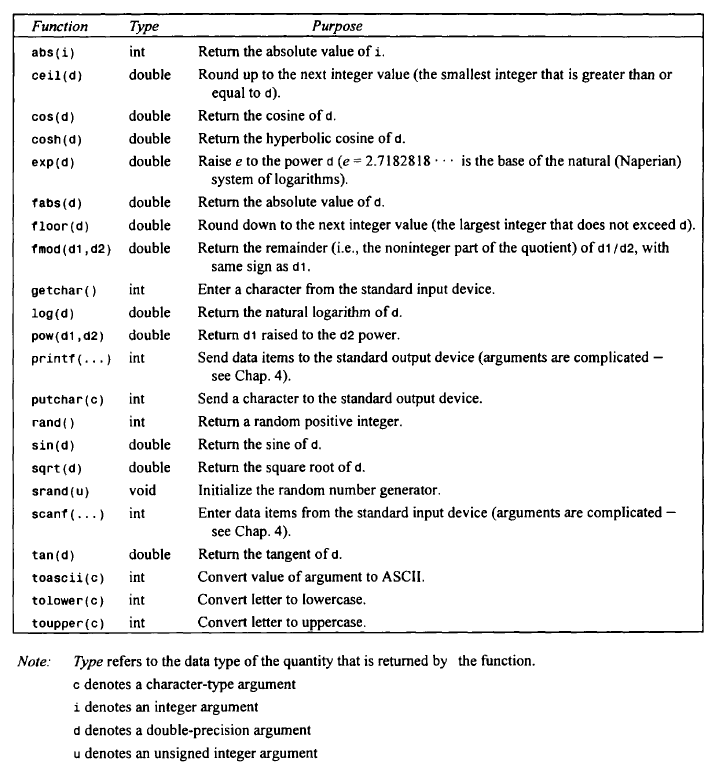 Function Type Purpose
abs(i) int Return the absolute value of i.
ceil(d) double Round up to the next integer value (the smallest integer that is greater than or
equal to d).
cos(d) double Return the cosine of d.
cosh(d) double Return the hyperbolic cosine of d.
exp(d) double Raise e to the power d (e = 2.7182818 · · · is the base of the natural (Naperian)
system of logarithms).
fabs(d) double Return the absolute value of d.
floor(d) double Round down to the next integer value (the largest integer that does not exceed d).
fmod(d1,d2) double Return the remainder (i.e., the noninteger part of the quotient) of d1/d2, with
same sign as d1.
getchar() int Enter a character from the standard input device.
log(d) double Return the natural logarithm of d.
pow(d1,d2) double Return d1 raised to the d2 power.
printf(...) int Send data items to the standard output device (arguments are complicated –
see Chap. 4).
putchar(c) int Send a character to the standard output device.
rand() int Return a random positive integer.
sin(d) double Return the sine of d.
sqrt(d) double Return the square root of d.
srand(u) void Initialize the random number generator.
scanf(...) int Enter data items from the standard input device (arguments are complicated –
see Chap. 4).
tan(d) double Return the tangent of d.
toascii(c) int Convert value of argument to ASCII.
tolower(c) int Convert letter to lowercase.
toupper(c) int Convert letter to uppercase.
Note: Type refers to the data type of the quantity that is returned by the function.
c denotes a character-type argument
i denotes an integer argument
d denotes a double-precision argument
u denotes an unsigned integer argument